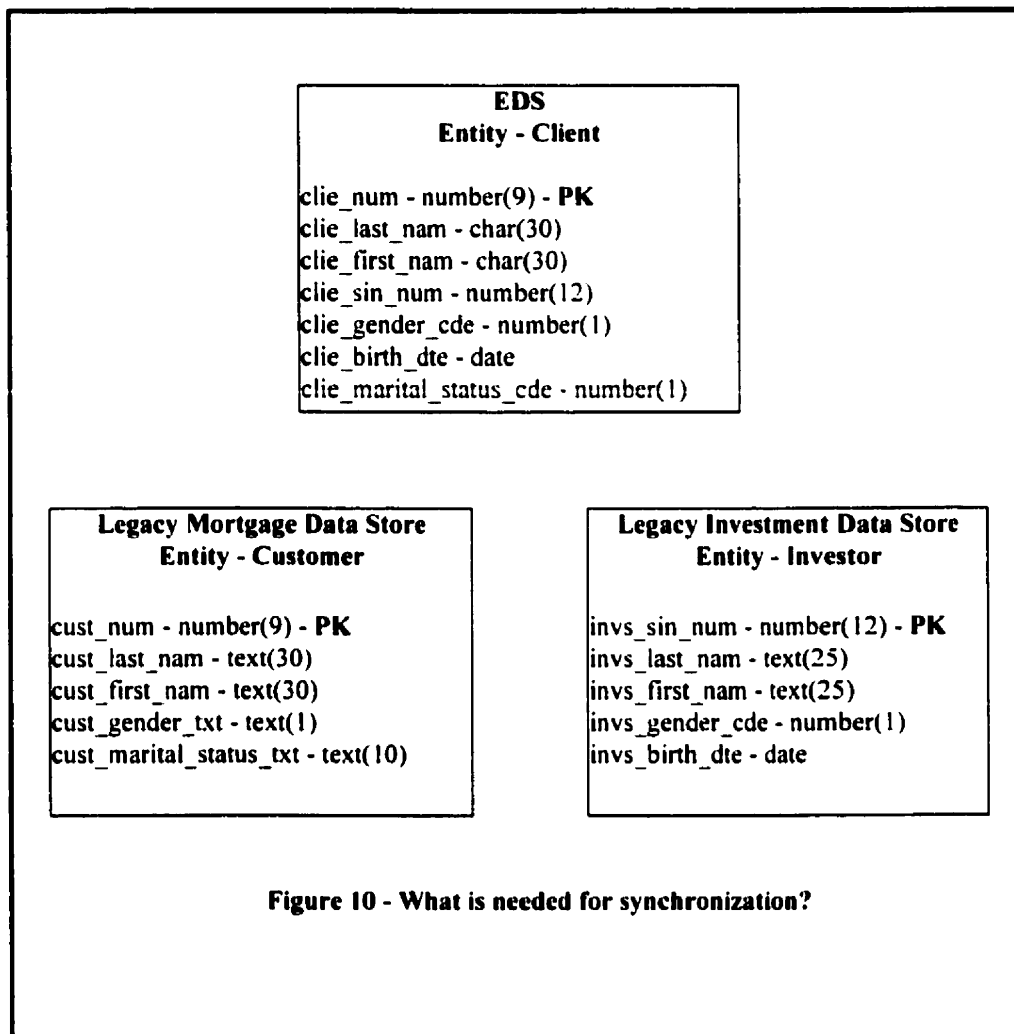 EDS
Entity - Client
clie_num - number(9) - PK
clie_last_nam - char(30)
clie_first_nam - char(30)
clie_sin_num - number(12)
clie_gender_cde - number(1)
clie_birth_dte - date
clie_marital_status_cde - number(1)
Legacy Mortgage Data Store
Entity - Customer
cust_num - number(9) - PK
cust_last_nam - text(30)
cust_first_nam - text(30)
cust_gender_txt - text(1)
cust_marital_status_txt - text(10)
Legacy Investment Data Store
Entity - Investor
invs_sin_num - number(12) - PK
invs_last_nam - text(25)
invs_first_nam - text(25)
invs_gender_cde - number(1)
invs_birth_dte - date
Figure 10 - What is needed for synchronization?